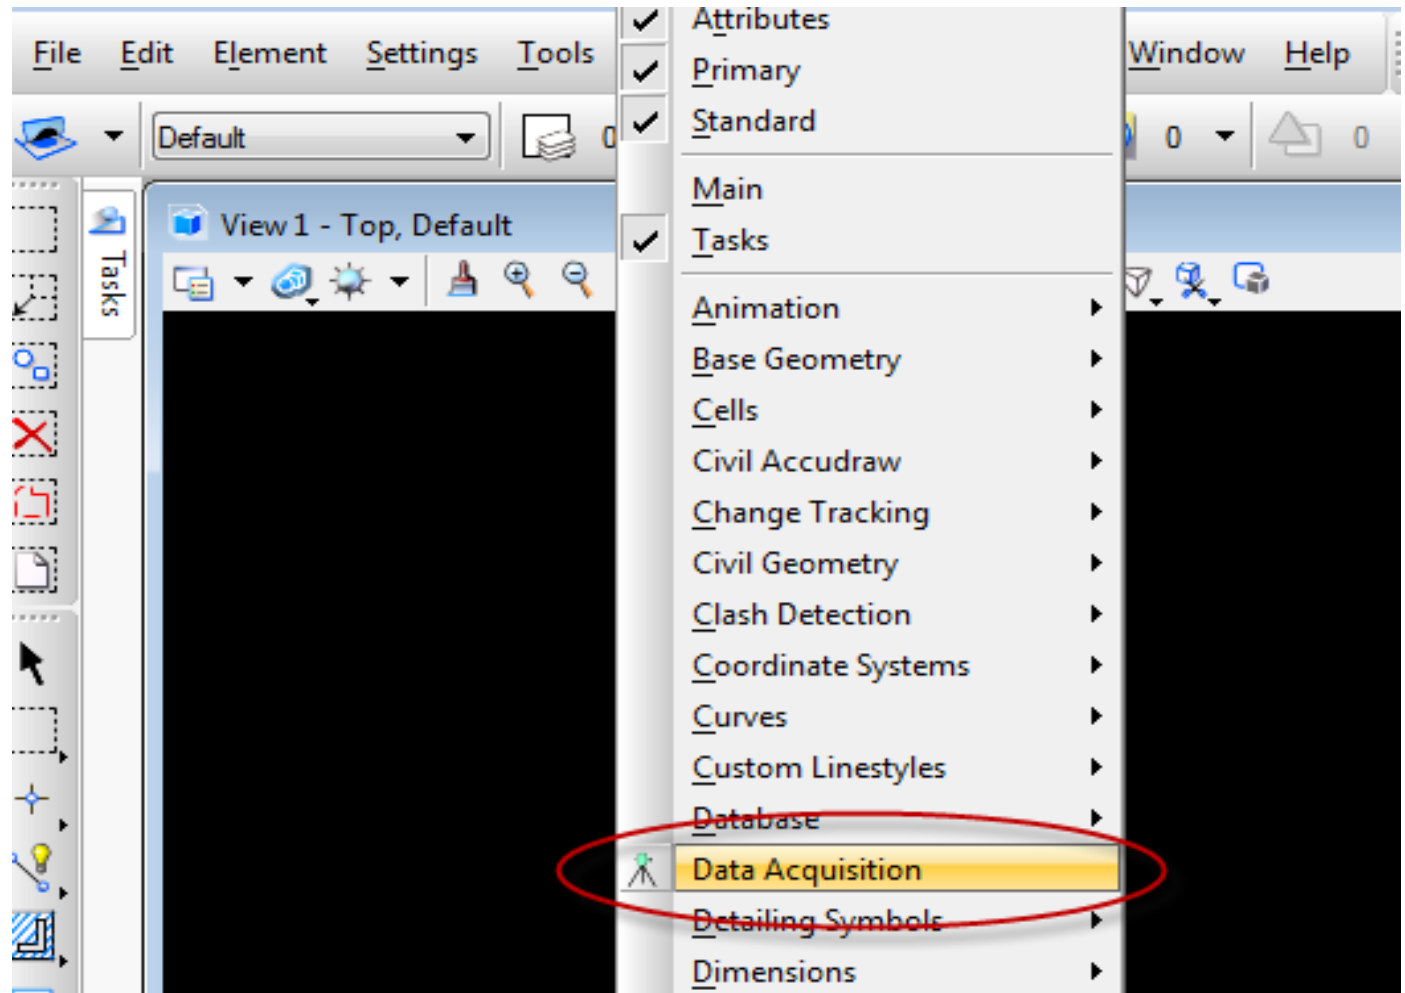 File Edit Element Settings Tools Window Help
Default 0 0 0
Tasks
View 1 - Top, Default
Attributes
Primary
Standard
Main
Tasks
Animation
Base Geometry
Cells
Civil Accudraw
Change Tracking
Civil Geometry
Clash Detection
Coordinate Systems
Curves
Custom Linestyles
Database
Data Acquisition
Detailing Symbols
Dimensions